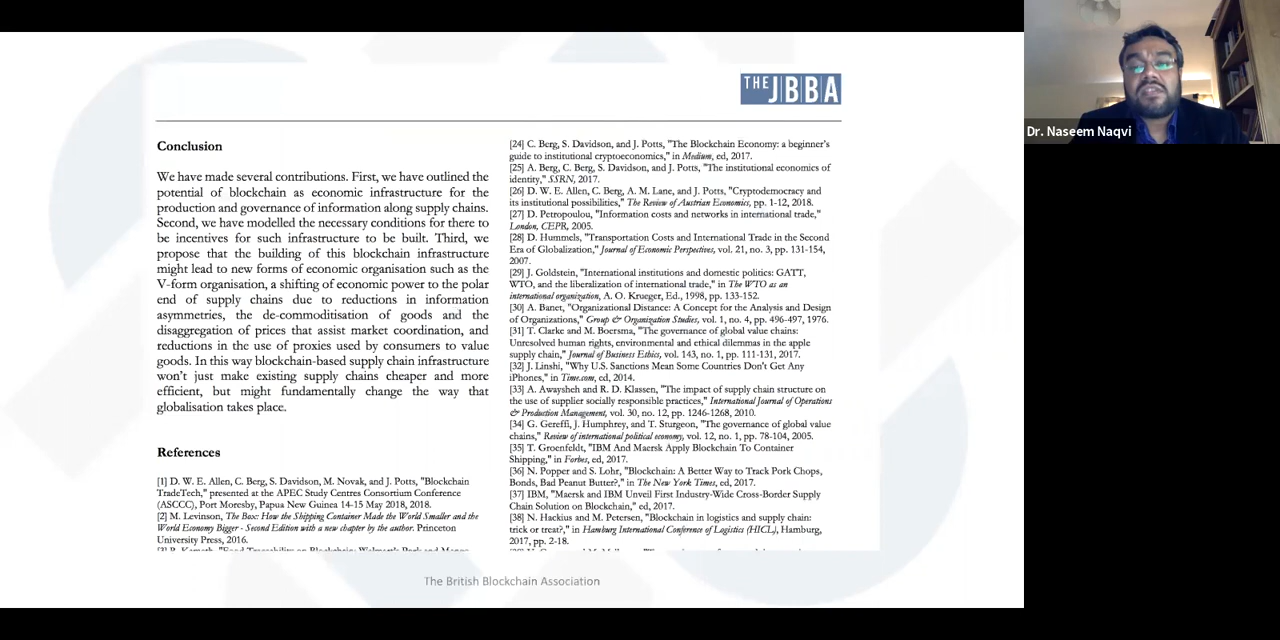 THE JBBA
Dr. Naseem Naqvi
Conclusion
We have made several contributions. First, we have outlined the
potential of blockchain as economic infrastructure for the
production and governance of information along supply chains.
Second, we have modelled the necessary conditions for there to
be incentives for such infrastructure to be built. Third, we
propose that the building of this blockchain infrastructure
might lead to new forms of economic organisation such as the
V-form organisation, a shifting of economic power to the polar
end of supply chains due to reductions in information
asymmetries, the de-commoditisation of goods and the
disaggregation of prices that assist market coordination, and
reductions in the use of proxies used by consumers to value
goods. In this way blockchain-based supply chain infrastructure
won't just make existing supply chains cheaper and more
efficient, but might fundamentally change the way that
globalisation takes place.
References
[1] D. W. E. Allen, C. Berg, S. Davidson, M. Novak, and J. Potts, "Blockchain
TradeTech," presented at the APEC Study Centres Consortium Conference
(ASCCC), Port Moresby, Papua New Guinea 14-15 May 2018, 2018.
[2] M. Levinson, The Box: How the Shipping Container Made the World Smaller and the
World Economy Bigger - Second Edition with a new chapter by the author. Princeton
University Press, 2016.
[24] C. Berg, S. Davidson, and J. Potts, "The Blockchain Economy: a beginner's
guide to institutional cryptoeconomics," in Medium, ed, 2017.
[25] A. Berg, C. Berg, S. Davidson, and J. Potts, "The institutional economics of
identity," SSRN, 2017.
[26] D. W. E. Allen, C. Berg, A. M. Lane, and J. Potts, "Cryptodemocracy and
its institutional possibilities," The Review of Austrian Economics, pp. 1-12, 2018.
[27] D. Petropoulou, "Information costs and networks in international trade,"
London, CEPR, 2005.
[28] D. Hummels, "Transportation Costs and International Trade in the Second
Era of Globalization," Journal of Economic Perspectives, vol. 21, no. 3, pp. 131-154,
2007.
[29] J. Goldstein, "International institutions and domestic politics: GATT,
WTO, and the liberalization of international trade," in The WTO as an
international organization, A. O. Krueger, Ed., 1998, pp. 133-152.
[30] A. Banet, "Organizational Distance: A Concept for the Analysis and Design
of Organizations," Group & Organization Studies, vol. 1, no. 4, pp. 496-497, 1976.
[31] T. Clarke and M. Boersma, "The governance of global value chains:
Unresolved human rights, environmental and ethical dilemmas in the apple
supply chain," Journal of Business Ethics, vol. 143, no. 1, pp. 111-131, 2017.
[32] J. Linshi, "Why U.S. Sanctions Mean Some Countries Don't Get Any
iPhones," in Time.com, ed, 2014.
[33] A. Awaysheh and R. D. Klassen, "The impact of supply chain structure on
the use of supplier socially responsible practices," International Journal of Operations
& Production Management, vol. 30, no. 12, pp. 1246-1268, 2010.
[34] G. Gereffi, J. Humphrey, and T. Sturgeon, "The governance of global value
chains," Review of international political economy, vol. 12, no. 1, pp. 78-104, 2005.
[35] T. Groenfeldt, "IBM And Maersk Apply Blockchain To Container
Shipping," in Forbes, ed, 2017.
[36] N. Popper and S. Lohr, "Blockchain: A Better Way to Track Pork Chops,
Bonds, Bad Peanut Butter?," in The New York Times, ed, 2017.
[37] IBM, "Maersk and IBM Unveil First Industry-Wide Cross-Border Supply
Chain Solution on Blockchain," ed, 2017.
[38] N. Hackius and M. Petersen, "Blockchain in logistics and supply chain:
trick or treat?," in Hamburg International Conference of Logistics (HICL), Hamburg,
2017, pp. 2-18.
The British Blockchain Association